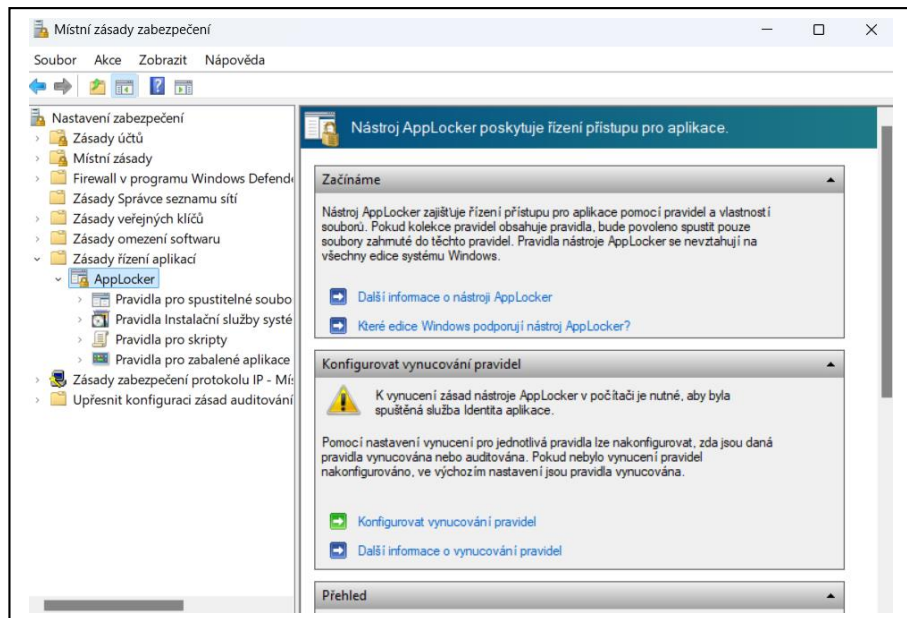 Místní zásady zabezpečení
Soubor Akce Zobrazit Nápověda
Nastavení zabezpečení
Zásady účtů
Místní zásady
Firewall v programu Windows Defende
Zásady Správce seznamu sítí
Zásady veřejných klíčů
Zásady omezení softwaru
Zásady řízení aplikací
AppLocker
Pravidla pro spustitelné soubo
Pravidla Instalační služby systé
Pravidla pro skripty
Pravidla pro zabalené aplikace
Zásady zabezpečení protokolu IP - Mís
Upřesnit konfiguraci zásad auditování
Nástroj AppLocker poskytuje řízení přístupu pro aplikace.
Začínáme
Nástroj AppLocker zajišťuje řízení přístupu pro aplikace pomocí pravidel a vlastností
souborů. Pokud kolekce pravidel obsahuje pravidla, bude povoleno spustit pouze
soubory zahrnuté do těchto pravidel. Pravidla nástroje AppLocker se nevztahují na
všechny edice systému Windows.
Další informace o nástroji AppLocker
Které edice Windows podporují nástroj AppLocker?
Konfigurovat vynucování pravidel
K vynucení zásad nástroje AppLocker v počítači je nutné, aby byla
spuštěná služba Identita aplikace.
Pomocí nastavení vynucení pro jednotlivá pravidla lze nakonfigurovat, zda jsou daná
pravidla vynucována nebo auditována. Pokud nebylo vynucení pravidel
nakonfigurováno, ve výchozím nastavení jsou pravidla vynucována.
Konfigurovat vynucování pravidel
Další informace o vynucování pravidel
Přehled